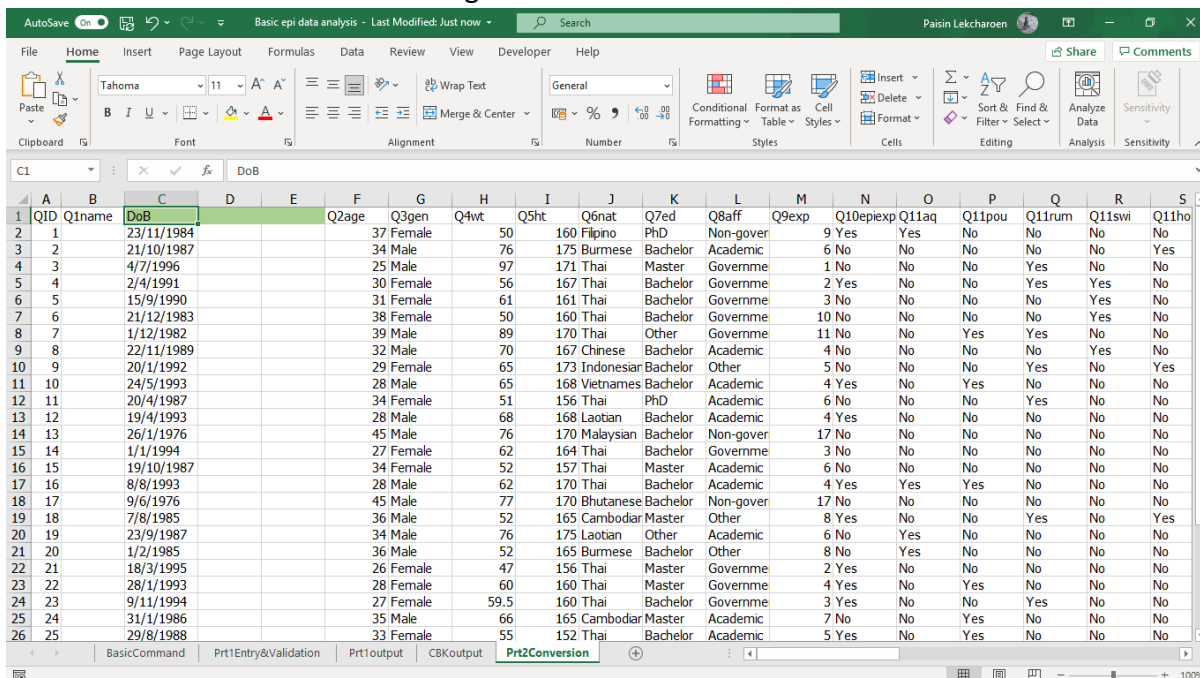 AutoSave On Basic epi data analysis - Last Modified: Just now Search Paisin Lekcharoen
File Home Insert Page Layout Formulas Data Review View Developer Help Share Comments
Paste Tahoma 11 A^ A˅ Wrap Text General Conditional Formatting Format as Table Cell Styles Insert Delete Format Sort & Filter Find & Select Analyze Data Sensitivity
B I U A Merge & Center % 9
Clipboard Font Alignment Number Styles Cells Editing Analysis Sensitivity
C1 fx DoB
A B C D E F G H I J K L M N O P Q R S
1 QID Q1name DoB Q2age Q3gen Q4wt Q5ht Q6nat Q7ed Q8aff Q9exp Q10epiexp Q11aq Q11pou Q11rum Q11swi Q11ho
2 1 23/11/1984 37 Female 50 160 Filipino PhD Non-gover 9 Yes Yes No No No No
3 2 21/10/1987 34 Male 76 175 Burmese Bachelor Academic 6 No No No No No Yes
4 3 4/7/1996 25 Male 97 171 Thai Master Governme 1 No No No Yes No No
5 4 2/4/1991 30 Female 56 167 Thai Bachelor Governme 2 Yes No No Yes Yes No
6 5 15/9/1990 31 Female 61 161 Thai Bachelor Governme 3 No No No No Yes No
7 6 21/12/1983 38 Female 50 160 Thai Bachelor Governme 10 No No No No Yes No
8 7 1/12/1982 39 Male 89 170 Thai Other Governme 11 No No Yes Yes No No
9 8 22/11/1989 32 Male 70 167 Chinese Bachelor Academic 4 No No No No Yes No
10 9 20/1/1992 29 Female 65 173 Indonesian Bachelor Other 5 No No No Yes No Yes
11 10 24/5/1993 28 Male 65 168 Vietnames Bachelor Academic 4 Yes No Yes No No No
12 11 20/4/1987 34 Female 51 156 Thai PhD Academic 6 No No No Yes No No
13 12 19/4/1993 28 Male 68 168 Laotian Bachelor Academic 4 Yes No No No No No
14 13 26/1/1976 45 Male 76 170 Malaysian Bachelor Non-gover 17 No No No No No No
15 14 1/1/1994 27 Female 62 164 Thai Bachelor Governme 3 No No No No No No
16 15 19/10/1987 34 Female 52 157 Thai Master Academic 6 No No No No No No
17 16 8/8/1993 28 Male 62 170 Thai Bachelor Academic 4 Yes Yes Yes No No No
18 17 9/6/1976 45 Male 77 170 Bhutanese Bachelor Non-gover 17 No No No No No No
19 18 7/8/1985 36 Male 52 165 Cambodiar Master Other 8 Yes No No Yes No Yes
20 19 23/9/1987 34 Male 76 175 Laotian Other Academic 6 No Yes No No No No
21 20 1/2/1985 36 Male 52 165 Burmese Bachelor Other 8 No Yes No No No No
22 21 18/3/1995 26 Female 47 156 Thai Master Governme 2 Yes No No No No No
23 22 28/1/1993 28 Female 60 160 Thai Master Governme 4 Yes No Yes No No No
24 23 9/11/1994 27 Female 59.5 160 Thai Bachelor Governme 3 Yes No No Yes No No
25 24 31/1/1986 35 Male 66 165 Cambodiar Master Academic 7 No No Yes No No No
26 25 29/8/1988 33 Female 55 152 Thai Bachelor Academic 5 Yes No Yes No No No
BasicCommand Prt1Entry&Validation Prt1output CBKoutput Prt2Conversion
100%